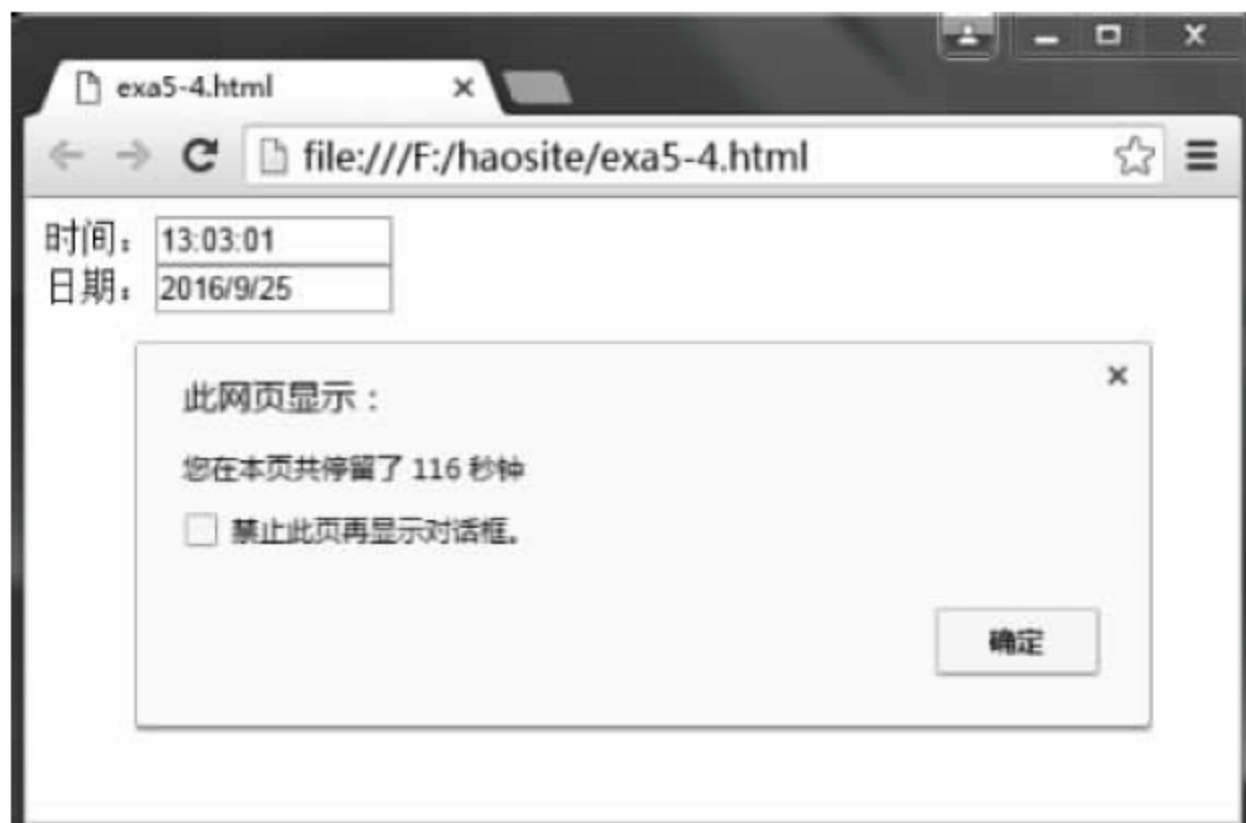 exa5-4.html
file:///F:/haosite/exa5-4.html
时间：13:03:01
日期：2016/9/25
此网页显示：
您在本页共停留了 116 秒钟
禁止此页再显示对话框。
确定